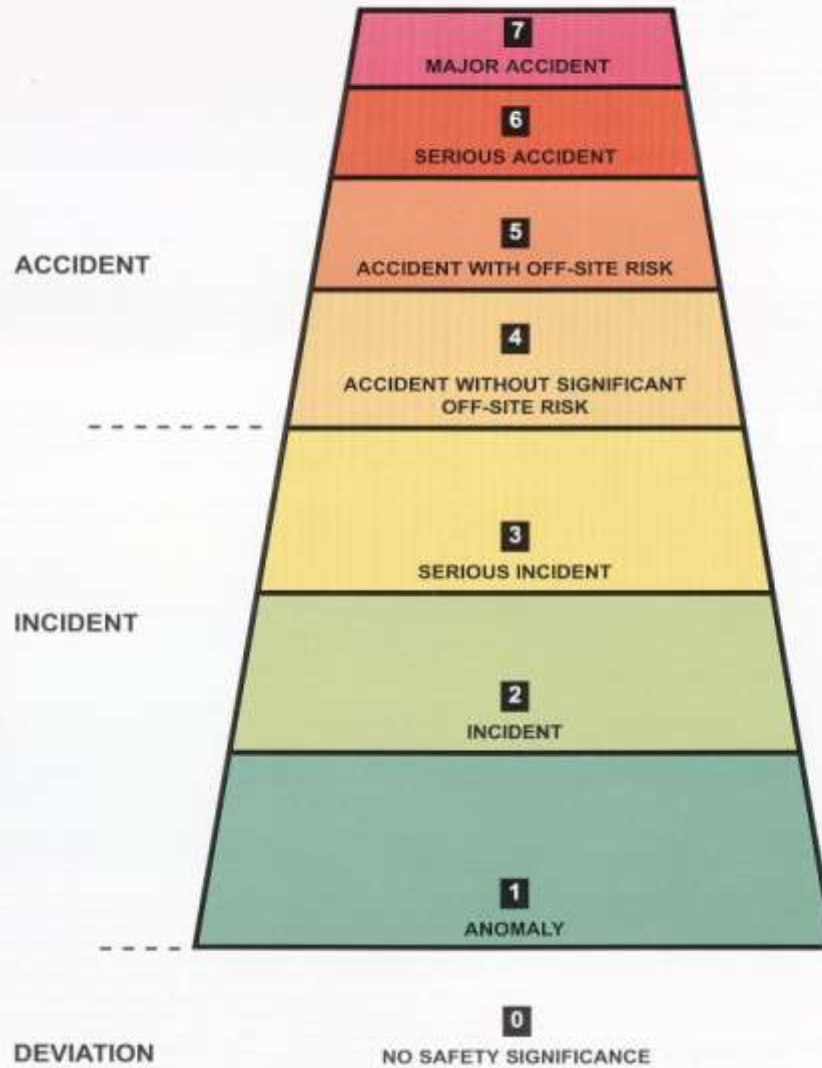 7
MAJOR ACCIDENT
6
SERIOUS ACCIDENT
5
ACCIDENT
ACCIDENT WITH OFF-SITE RISK
4
ACCIDENT WITHOUT SIGNIFICANT
OFF-SITE RISK
3
SERIOUS INCIDENT
INCIDENT
2
INCIDENT
1
ANOMALY
0
DEVIATION
NO SAFETY SIGNIFICANCE